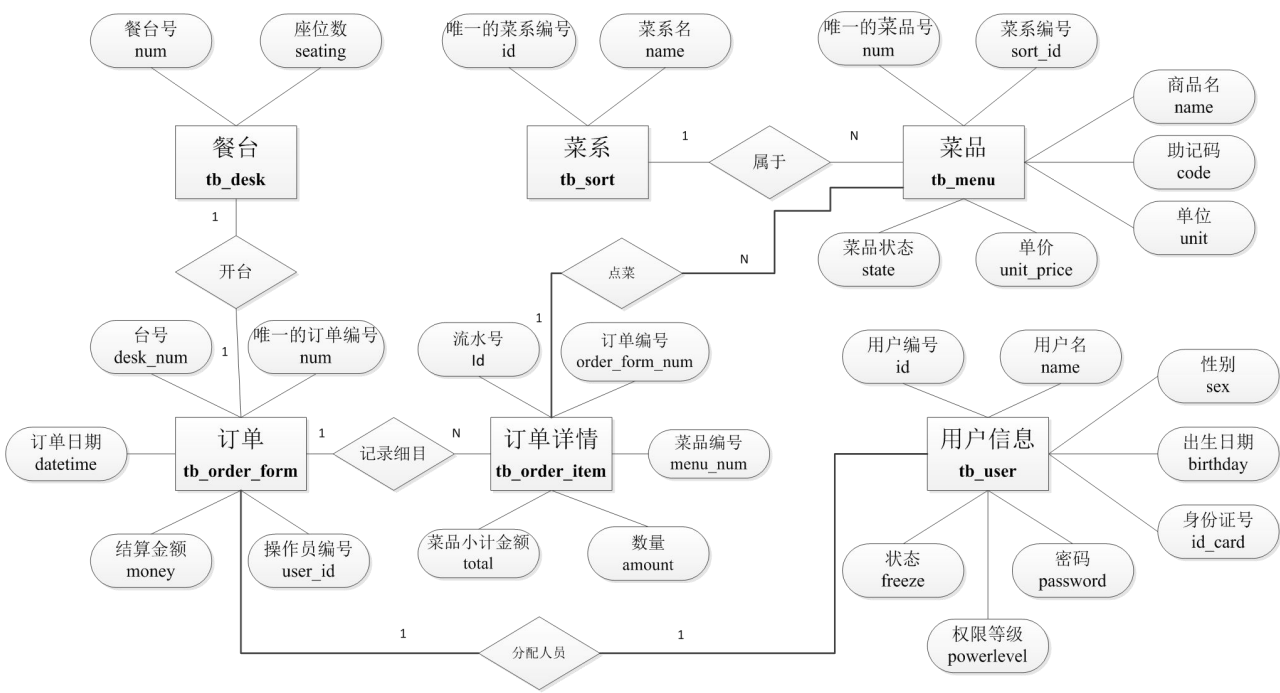 餐台号
num
座位数
seating
唯一的菜系编号
id
菜系名
name
唯一的菜品号
num
菜系编号
sort_id
商品名
name
餐台
tb_desk
菜系
tb_sort
1
属于
N
菜品
tb_menu
助记码
code
单位
unit
1
菜品状态
state
单价
unit_price
开台
点菜
N
台号
desk_num
1
唯一的订单编号
num
流水号
Id
1
订单编号
order_form_num
用户编号
id
用户名
name
性别
sex
订单日期
datetime
订单
tb_order_form
1
记录细目
N
订单详情
tb_order_item
菜品编号
menu_num
用户信息
tb_user
出生日期
birthday
结算金额
money
操作员编号
user_id
菜品小计金额
total
数量
amount
状态
freeze
密码
password
身份证号
id_card
1
分配人员
1
权限等级
powerlevel